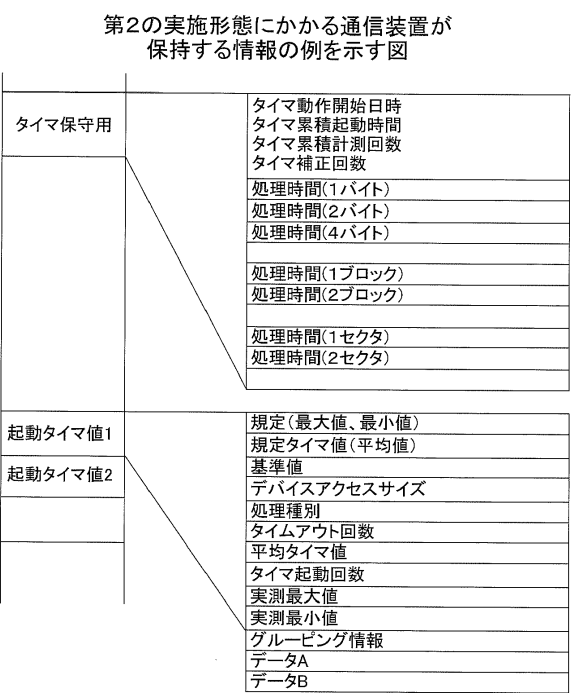 第2の実施形態にかかる通信装置が
保持する情報の例を示す図
タイマ保守用
タイマ動作開始日時
タイマ累積起動時間
タイマ累積計測回数
タイマ補正回数
処理時間(1バイト)
処理時間(2バイト)
処理時間(4バイト)
処理時間(1ブロック)
処理時間(2ブロック)
処理時間(1セクタ)
処理時間(2セクタ)
起動タイマ値1
起動タイマ値2
規定(最大値、最小値)
規定タイマ値(平均値)
基準値
デバイスアクセスサイズ
処理種別
タイムアウト回数
平均タイマ値
タイマ起動回数
実測最大値
実測最小値
グルーピング情報
データA
データB